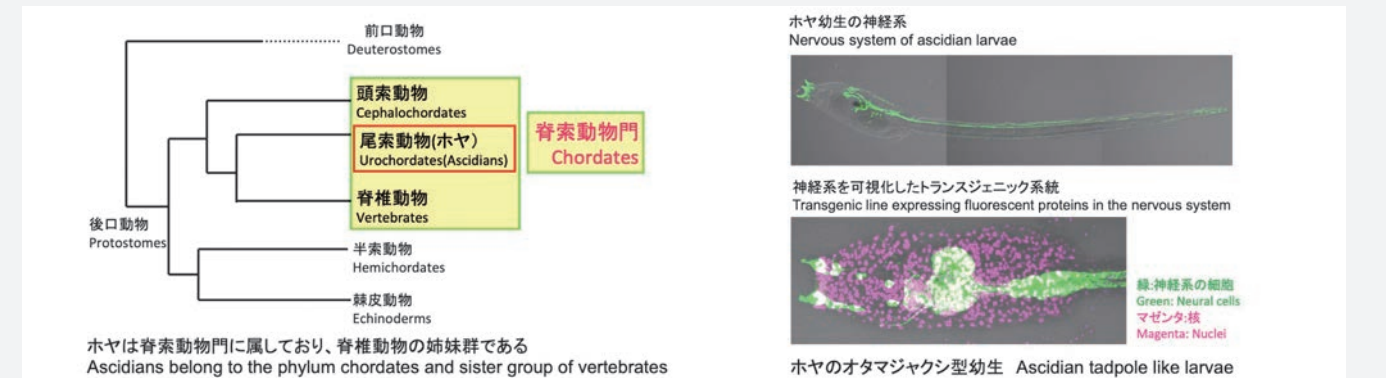 前口動物
Deuterostomes
頭索動物
Cephalochordates
尾索動物(ホヤ)
Urochordates(Ascidians)
脊椎動物
Vertebrates
脊索動物門
Chordates
後口動物
Protostomes
半索動物
Hemichordates
棘皮動物
Echinoderms
ホヤは脊索動物門に属しており、脊椎動物の姉妹群である
Ascidians belong to the phylum chordates and sister group of vertebrates
ホヤ幼生の神経系
Nervous system of ascidian larvae
神経系を可視化したトランスジェニック系統
Transgenic line expressing fluorescent proteins in the nervous system
緑:神経系の細胞
Green: Neural cells
マゼンタ:核
Magenta: Nuclei
ホヤのオタマジャクシ型幼生 Ascidian tadpole like larvae